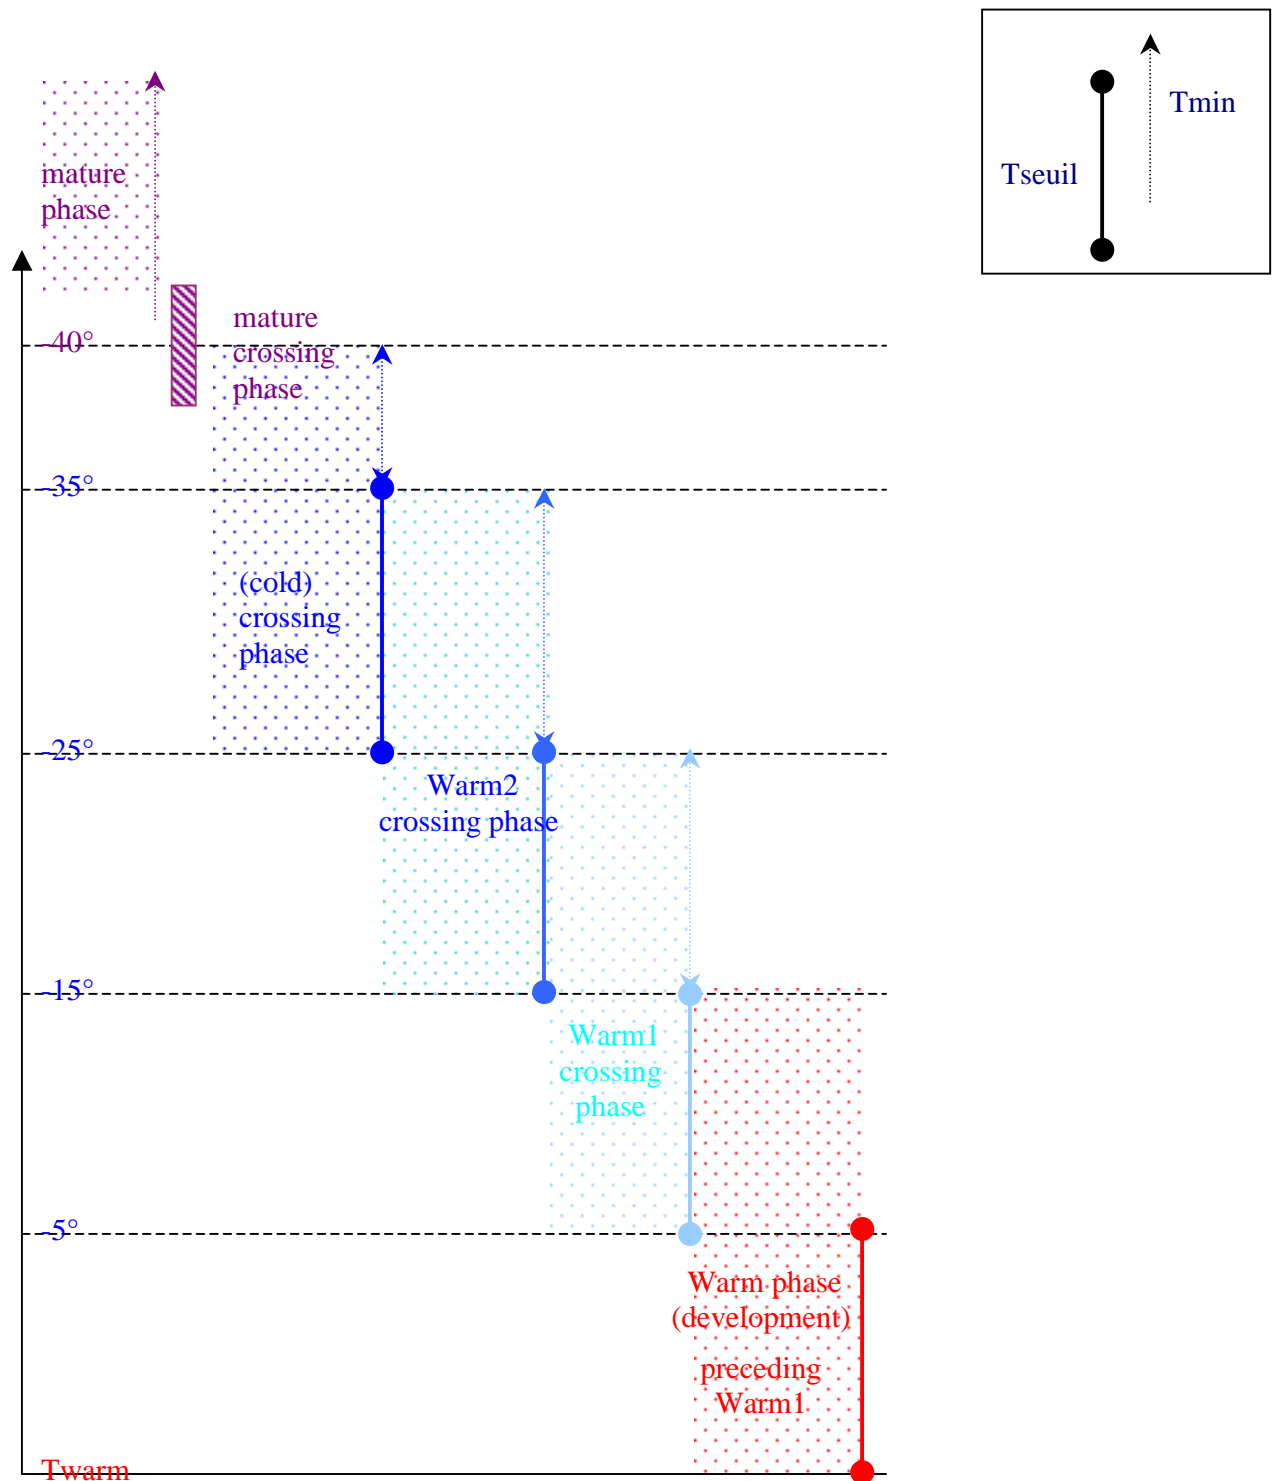 Tmin
Tseuil
mature
phase
mature
crossing
phase
-40°
-35°
(cold)
crossing
phase
-25°
Warm2
crossing phase
-15°
Warm1
crossing
phase
-5°
Warm phase
(development)
preceding
Warm1
Twarm